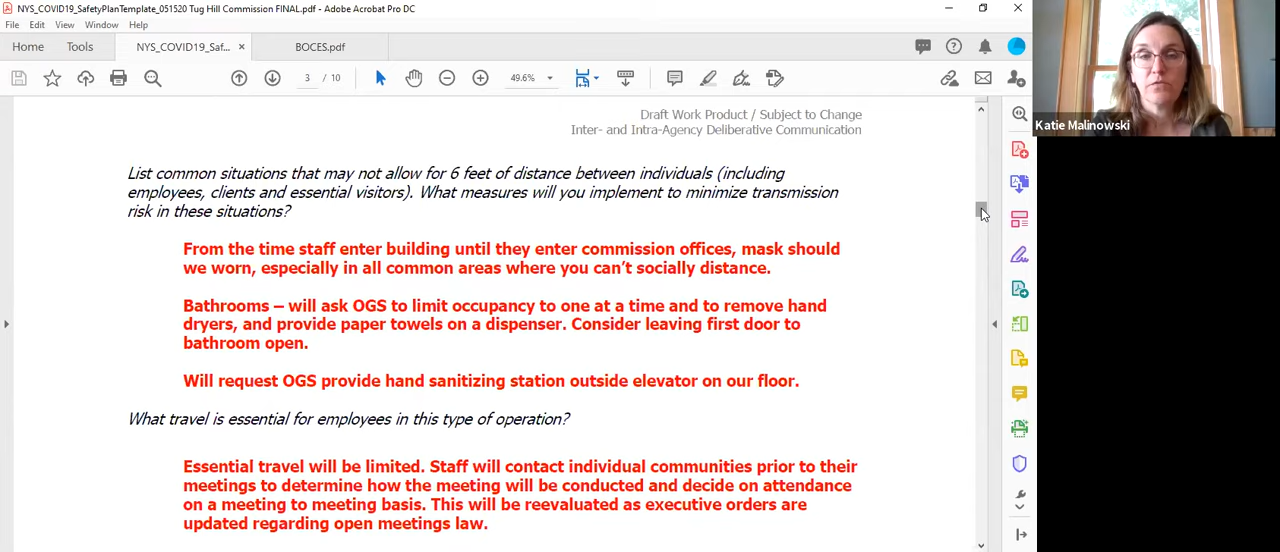 NYS_COVID19_SafetyPlanTemplate_051520 Tug Hill Commission FINAL.pdf - Adobe Acrobat Pro DC
File Edit View Window Help
Home Tools NYS_COVID19_Saf... × BOCES.pdf
3 / 10 49.6%
Katie Malinowski
Draft Work Product / Subject to Change
Inter- and Intra-Agency Deliberative Communication
List common situations that may not allow for 6 feet of distance between individuals (including
employees, clients and essential visitors). What measures will you implement to minimize transmission
risk in these situations?
From the time staff enter building until they enter commission offices, mask should
we worn, especially in all common areas where you can't socially distance.
Bathrooms – will ask OGS to limit occupancy to one at a time and to remove hand
dryers, and provide paper towels on a dispenser. Consider leaving first door to
bathroom open.
Will request OGS provide hand sanitizing station outside elevator on our floor.
What travel is essential for employees in this type of operation?
Essential travel will be limited. Staff will contact individual communities prior to their
meetings to determine how the meeting will be conducted and decide on attendance
on a meeting to meeting basis. This will be reevaluated as executive orders are
updated regarding open meetings law.